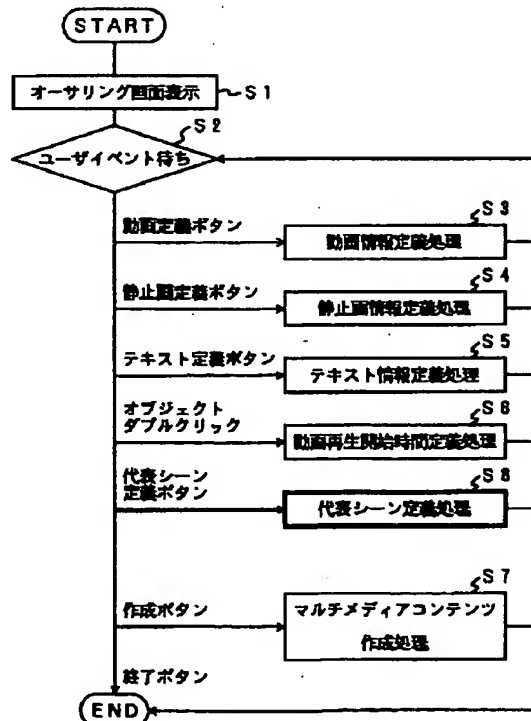 START
オーサリング画面表示
S1
S2
ユーザイベント待ち
S3
動画定義ボタン
動画情報定義処理
S4
静止画定義ボタン
静止画情報定義処理
S5
テキスト定義ボタン
テキスト情報定義処理
S6
オブジェクト
ダブルクリック
動画再生開始時間定義処理
S8
代表シーン
定義ボタン
代表シーン定義処理
S7
作成ボタン
マルチメディアコンテンツ
作成処理
終了ボタン
END